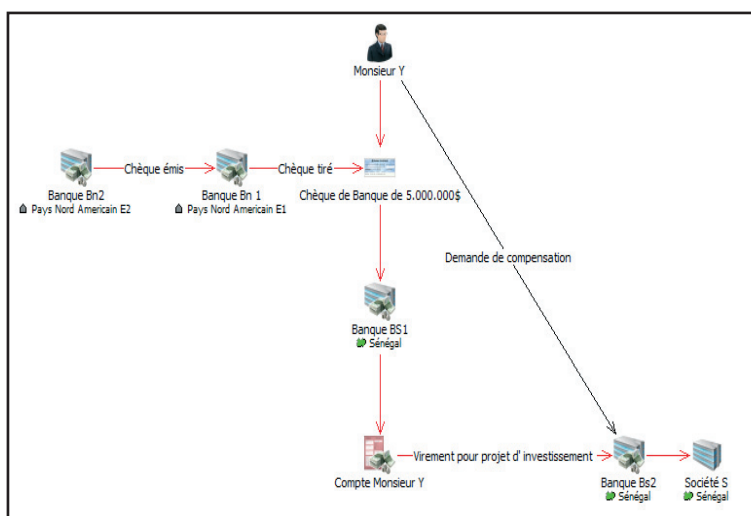 Monsieur Y
Chèque émis
Chèque tiré
Banque Bn2
Pays Nord Americain E2
Banque Bn 1
Pays Nord Americain E1
Chèque de Banque de 5.000.000$
Demande de compensation
Banque BS1
Sénégal
Virement pour projet d' investissement
Compte Monsieur Y
Banque Bs2
Sénégal
Société S
Sénégal